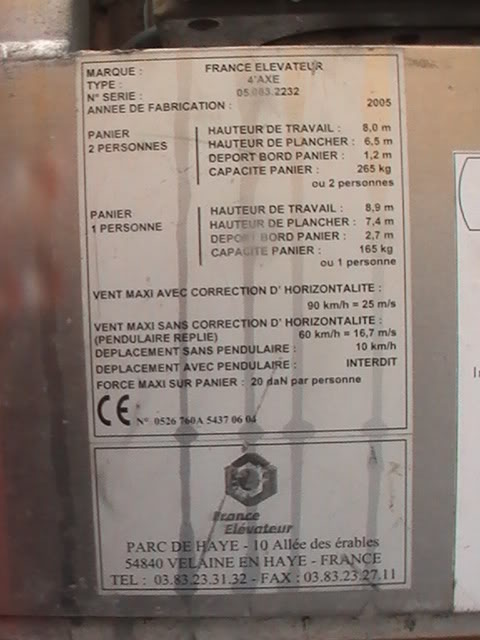 MARQUE : FRANCE ELEVATEUR
TYPE : 4'AXE
N° SERIE : 05.083.2232
ANNEE DE FABRICATION : 2005
PANIER
2 PERSONNES
HAUTEUR DE TRAVAIL : 8,0 m
HAUTEUR DE PLANCHER : 6,5 m
DEPORT BORD PANIER : 1,2 m
CAPACITE PANIER : 265 kg
ou 2 personnes
PANIER
1 PERSONNE
HAUTEUR DE TRAVAIL : 8,9 m
HAUTEUR DE PLANCHER : 7,4 m
DEPORT BORD PANIER : 2,7 m
CAPACITE PANIER : 165 kg
ou 1 personne
VENT MAXI AVEC CORRECTION D' HORIZONTALITE :
90 km/h = 25 m/s
VENT MAXI SANS CORRECTION D' HORIZONTALITE :
(PENDULAIRE REPLIE) 60 km/h = 16,7 m/s
DEPLACEMENT SANS PENDULAIRE : 10 km/h
DEPLACEMENT AVEC PENDULAIRE : INTERDIT
FORCE MAXI SUR PANIER : 20 daN par personne
CE N° 0526 760A 5437 06 04
France
Elévateur
PARC DE HAYE - 10 Allée des érables
54840 VELAINE EN HAYE - FRANCE
TEL : 03.83.23.31.32 - FAX : 03.83.23.27.11